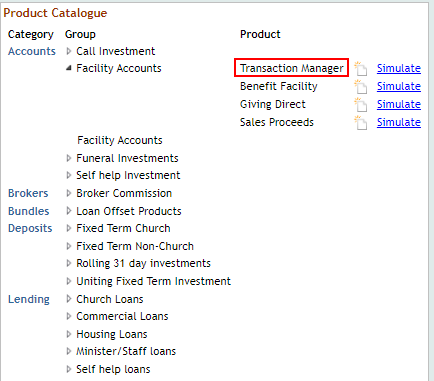 Product Catalogue
Category Group Product
Accounts Call Investment
Facility Accounts
Transaction Manager Simulate
Benefit Facility Simulate
Giving Direct Simulate
Sales Proceeds Simulate
Facility Accounts
Funeral Investments
Self help Investment
Brokers Broker Commission
Bundles Loan Offset Products
Deposits Fixed Term Church
Fixed Term Non-Church
Rolling 31 day investments
Uniting Fixed Term Investment
Lending Church Loans
Commercial Loans
Housing Loans
Minister/Staff loans
Self help loans